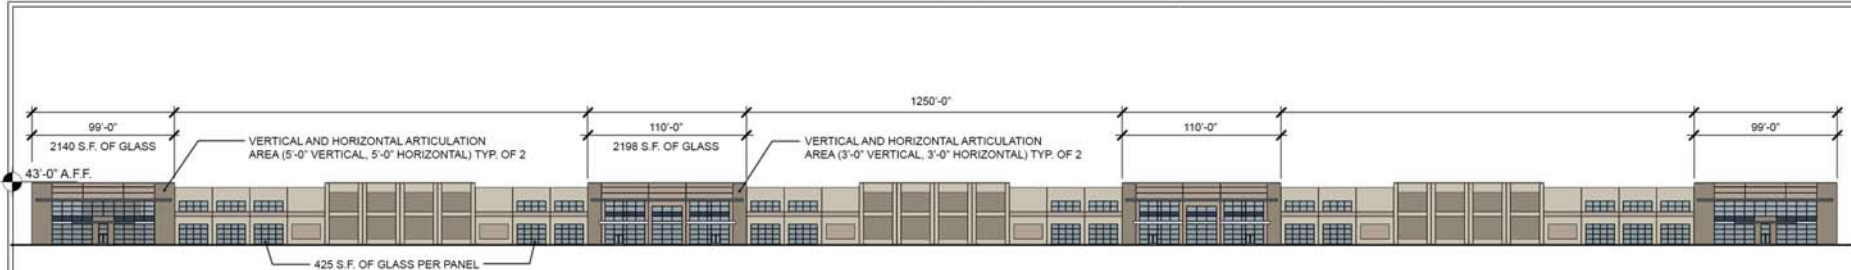 1250'-0"
99'-0"
2140 S.F. OF GLASS
VERTICAL AND HORIZONTAL ARTICULATION
AREA (5'-0" VERTICAL, 5'-0" HORIZONTAL) TYP. OF 2
110'-0"
2198 S.F. OF GLASS
VERTICAL AND HORIZONTAL ARTICULATION
AREA (3'-0" VERTICAL, 3'-0" HORIZONTAL) TYP. OF 2
110'-0"
99'-0"
43'-0" A.F.F.
425 S.F. OF GLASS PER PANEL